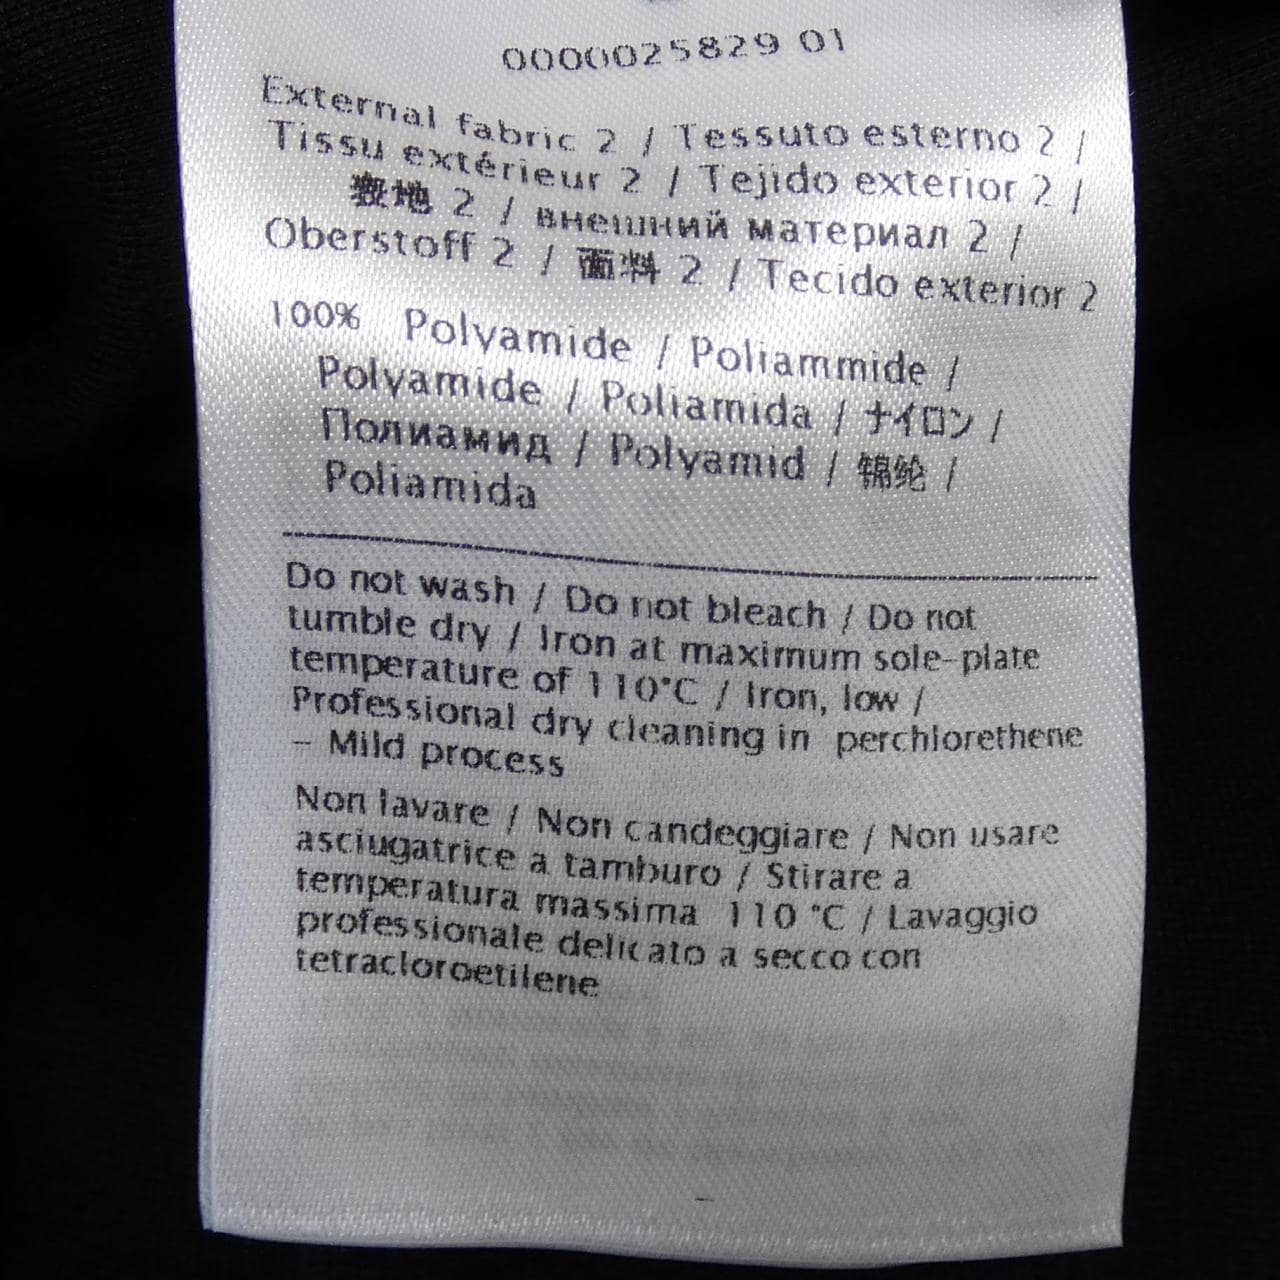 0000025829 01
External fabric 2 / Tessuto esterno 2 /
Tissu extérieur 2 / Tejido exterior 2 /
表地 2 / внешний материал 2 /
Oberstoff 2 / 面料 2 / Tecido exterior 2
100% Polyamide / Poliammide /
Polyamide / Poliamida / ナイロン /
Полиамид / Polyamid / 锦纶 /
Poliamida
Do not wash / Do not bleach / Do not
tumble dry / Iron at maximum sole-plate
temperature of 110°C / Iron, low /
Professional dry cleaning in perchlorethene
- Mild process
Non lavare / Non candeggiare / Non usare
asciugatrice a tamburo / Stirare a
temperatura massima 110 °C / Lavaggio
professionale delicato a secco con
tetracloroetilene